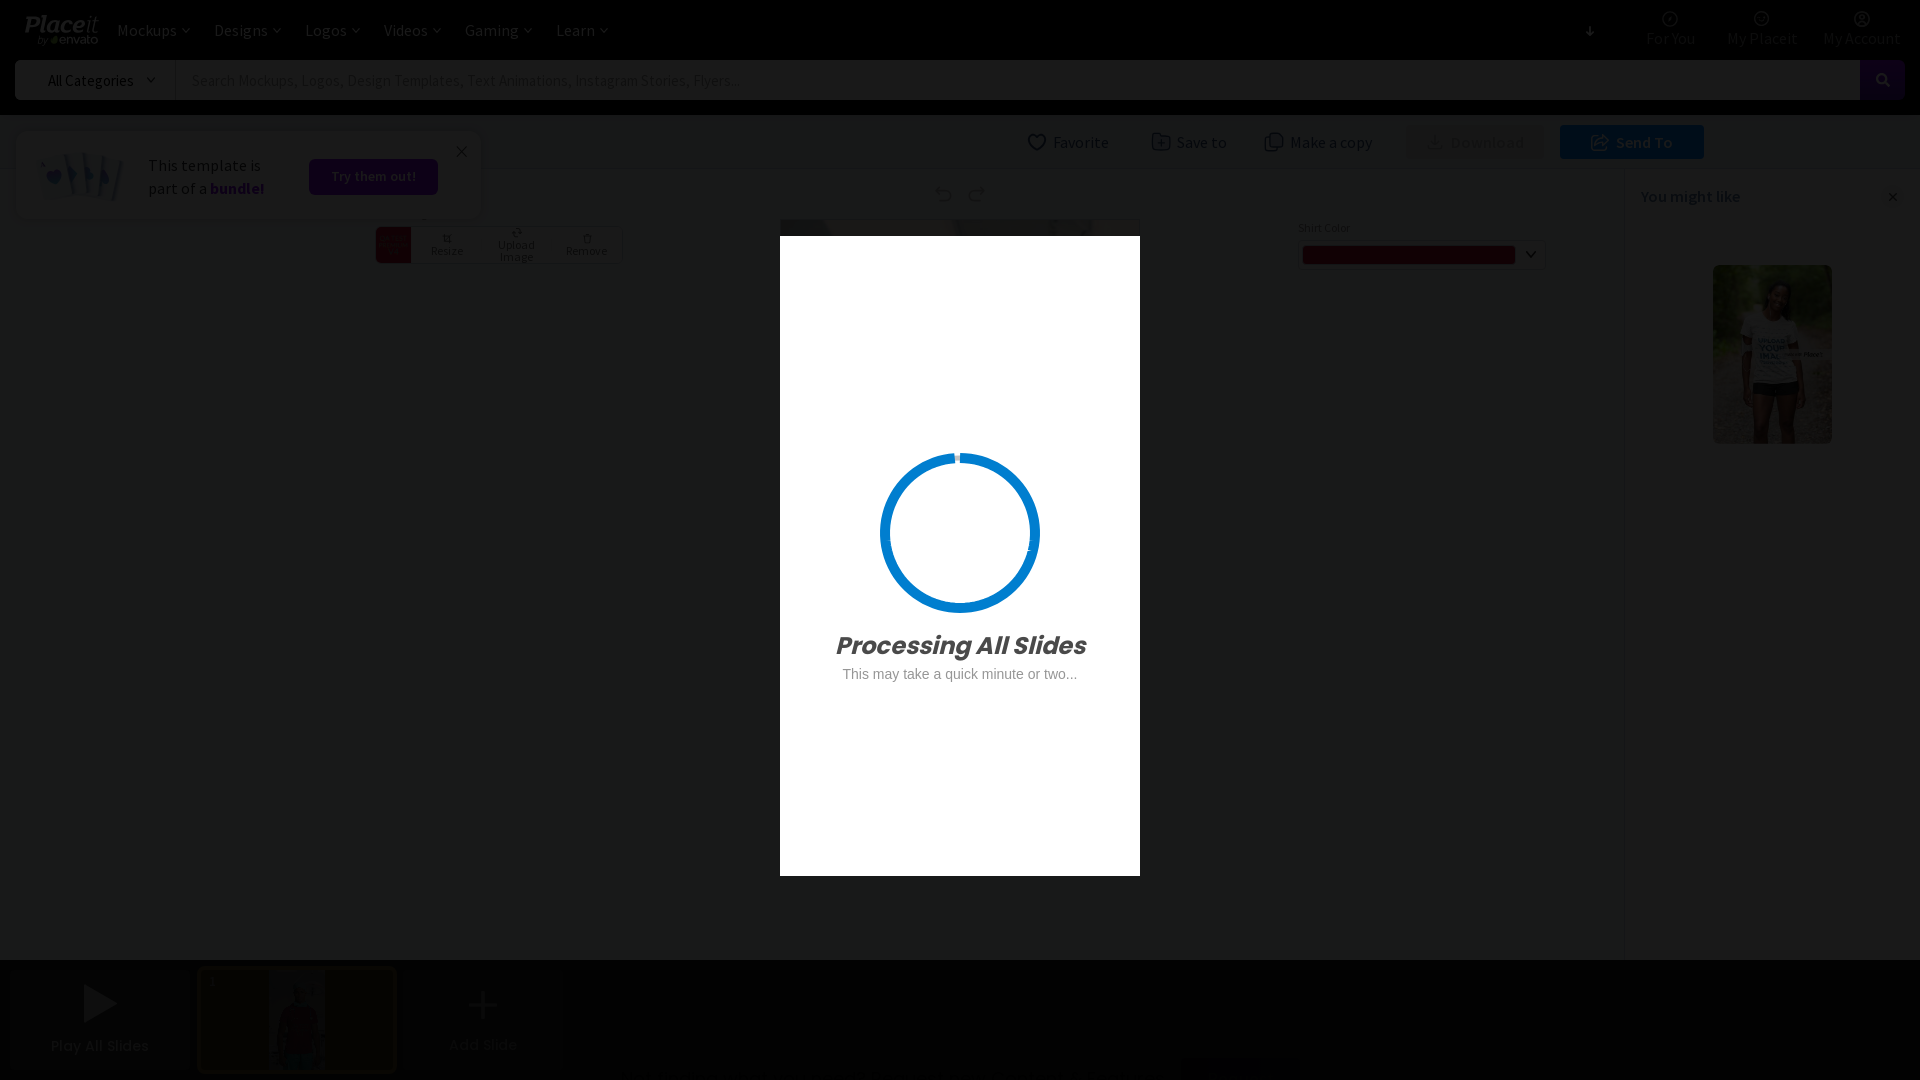 Placeit
by envato
Mockups
Designs
Logos
Videos
Gaming
Learn
For You
My Placeit
My Account
All Categories
Search Mockups, Logos, Design Templates, Text Animations, Instagram Stories, Flyers...
This template is
part of a bundle!
Try them out!
Favorite
Save to
Make a copy
Download
Send To
You might like
Resize
Upload
Image
Remove
Shirt Color
UPLOAD
YOUR
Processing All Slides
This may take a quick minute or two...
1
Play All Slides
Add Slide